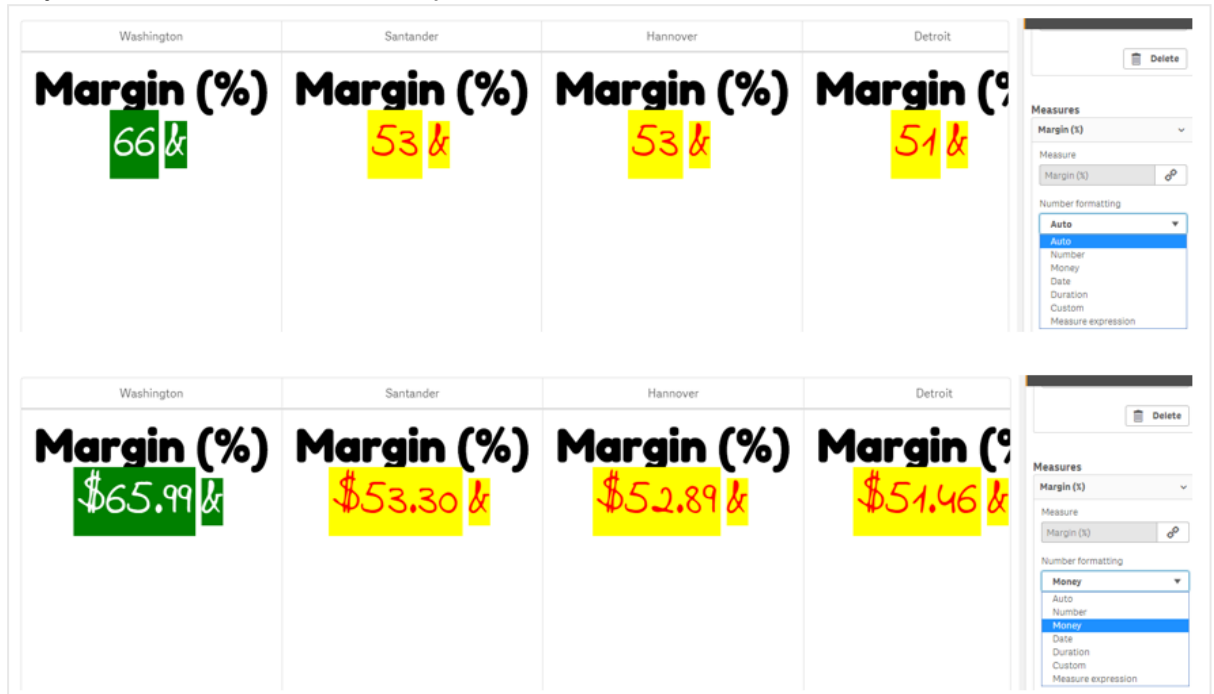 Washington Santander Hannover Detroit
Delete
Margin (%) Margin (%) Margin (%) Margin (%
66 & 53 & 53 & 51 &
Measures
Margin (%)
Measure
Margin (%)
Number formatting
Auto
Auto
Number
Money
Date
Duration
Custom
Measure expression
Washington Santander Hannover Detroit
Delete
Margin (%) Margin (%) Margin (%) Margin (%
$65.99 & $53.30 & $52.89 & $51.46 &
Measures
Margin (%)
Measure
Margin (%)
Number formatting
Money
Auto
Number
Money
Date
Duration
Custom
Measure expression